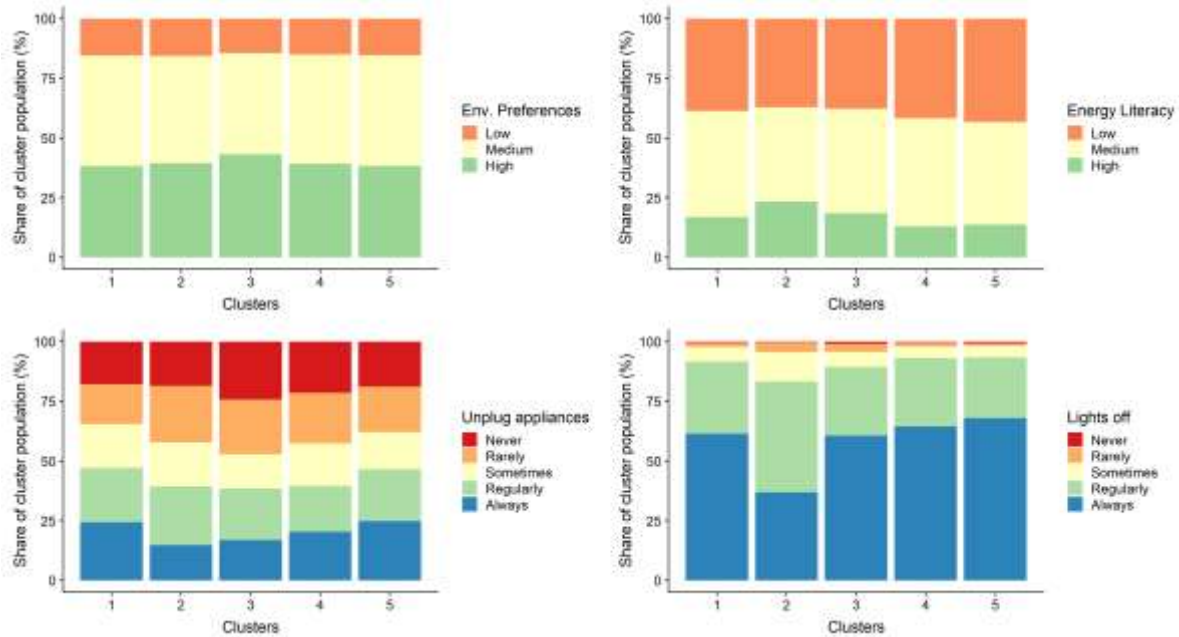 Share of cluster population (%)
100
75
50
25
0
1 2 3 4 5
Clusters
Env. Preferences
Low
Medium
High
Share of cluster population (%)
100
75
50
25
0
1 2 3 4 5
Clusters
Energy Literacy
Low
Medium
High
Share of cluster population (%)
100
75
50
25
0
1 2 3 4 5
Clusters
Unplug appliances
Never
Rarely
Sometimes
Regularly
Always
Share of cluster population (%)
100
75
50
25
0
1 2 3 4 5
Clusters
Lights off
Never
Rarely
Sometimes
Regularly
Always